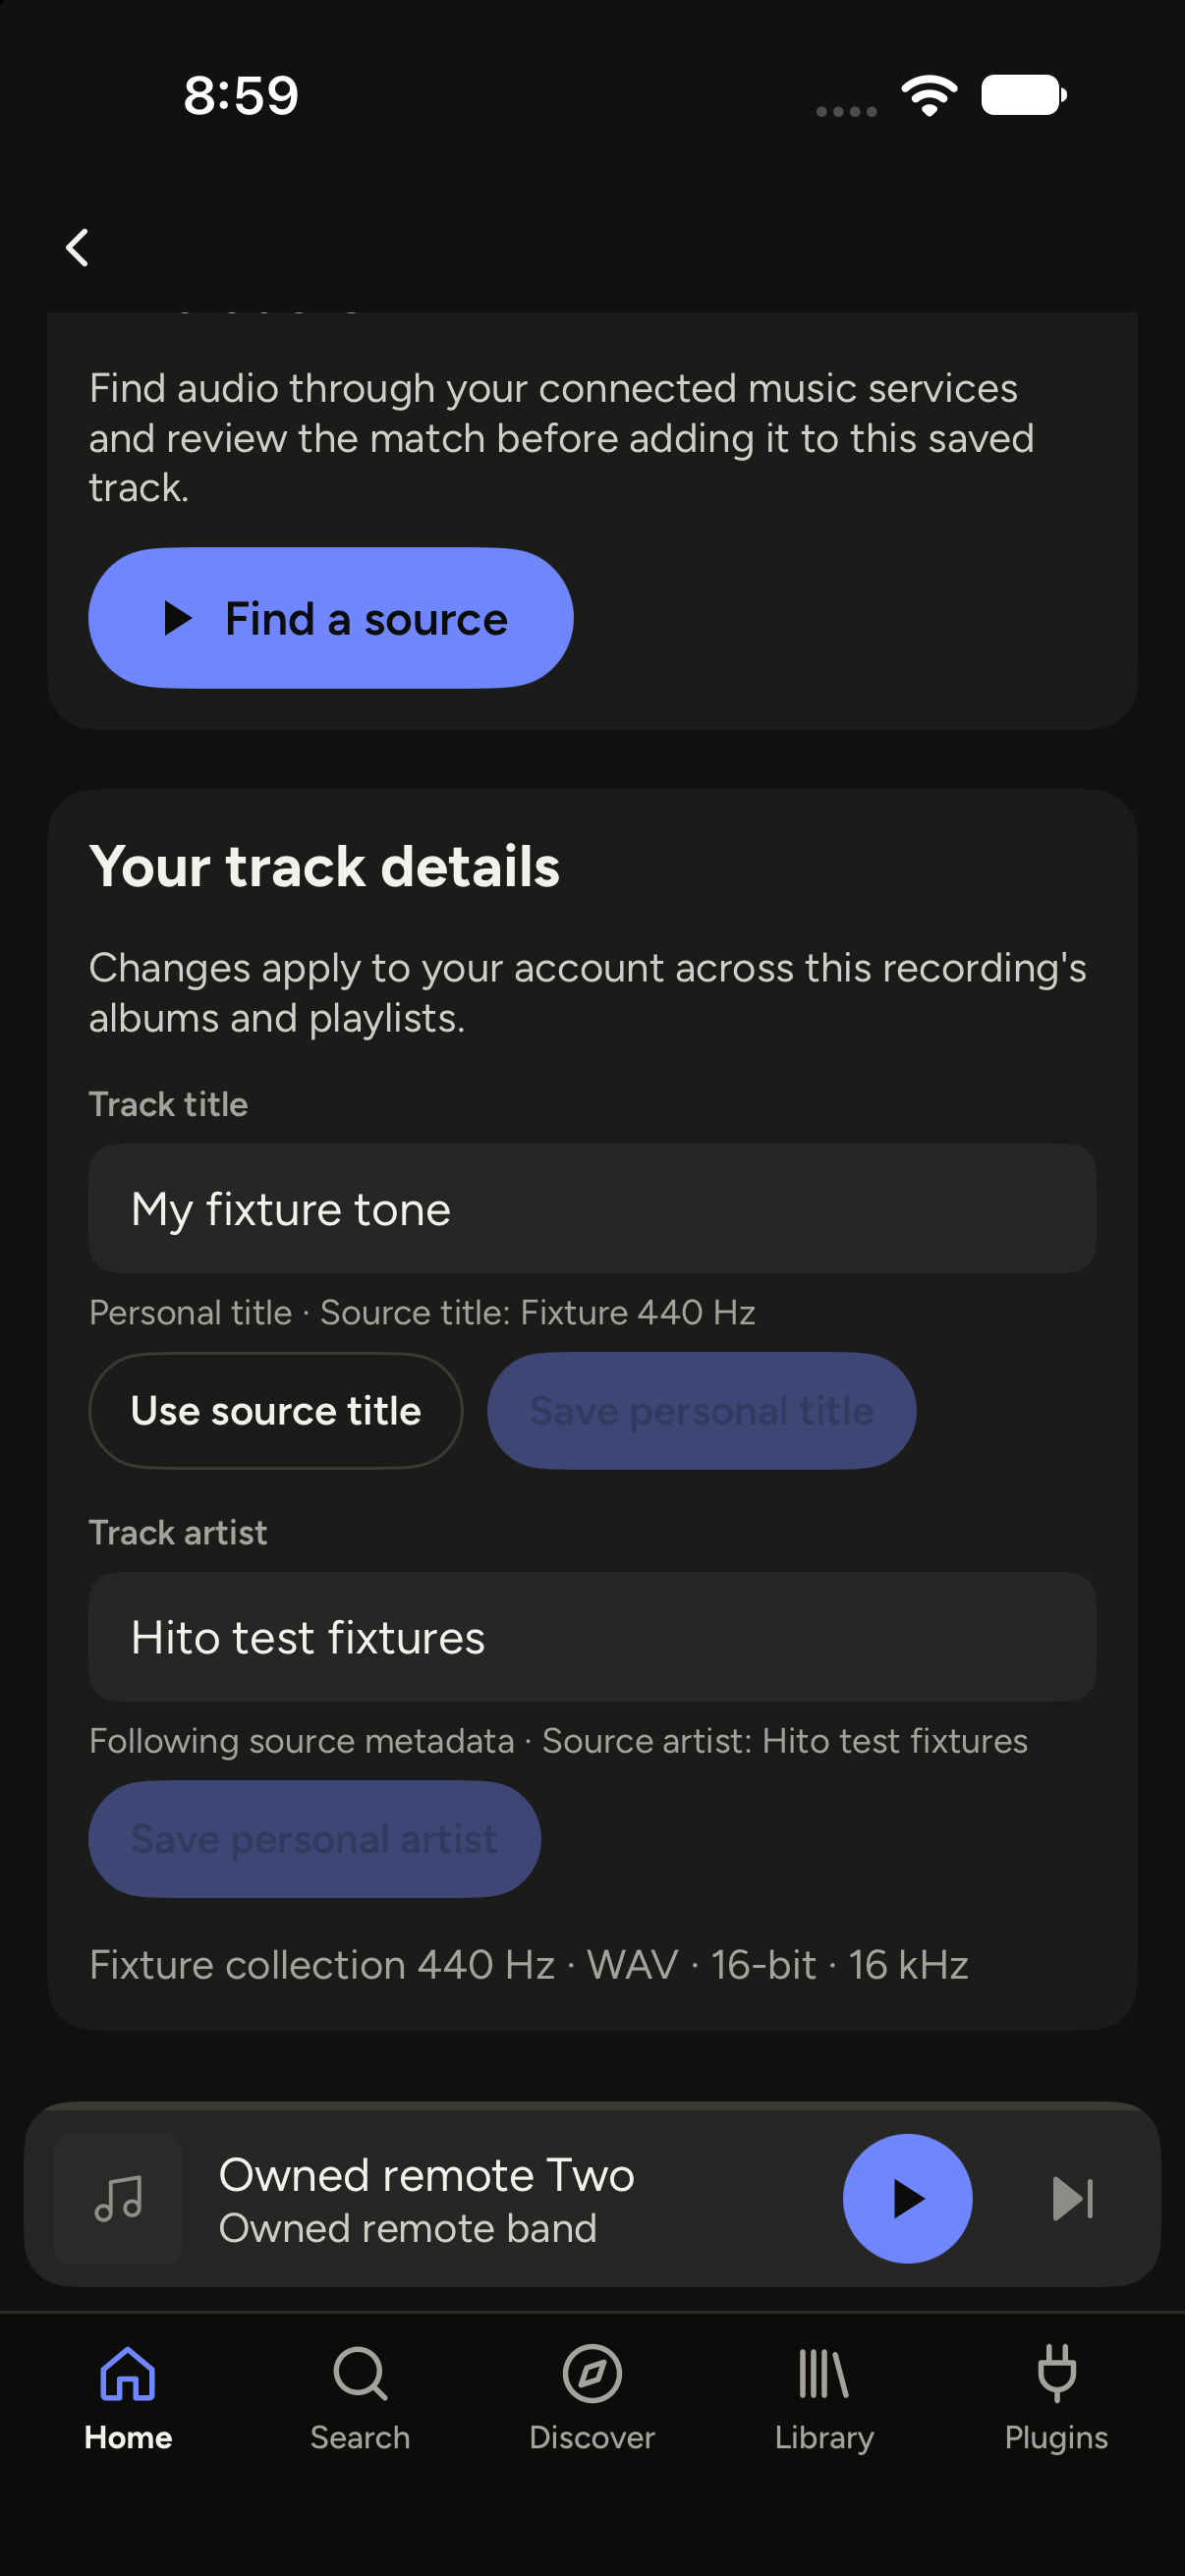 8:59
Find audio through your connected music services
and review the match before adding it to this saved
track.
Find a source
Your track details
Changes apply to your account across this recording's
albums and playlists.
Track title
My fixture tone
Personal title · Source title: Fixture 440 Hz
Use source title
Save personal title
Track artist
Hito test fixtures
Following source metadata · Source artist: Hito test fixtures
Save personal artist
Fixture collection 440 Hz · WAV · 16-bit · 16 kHz
Owned remote Two
Owned remote band
Home
Search
Discover
Library
Plugins